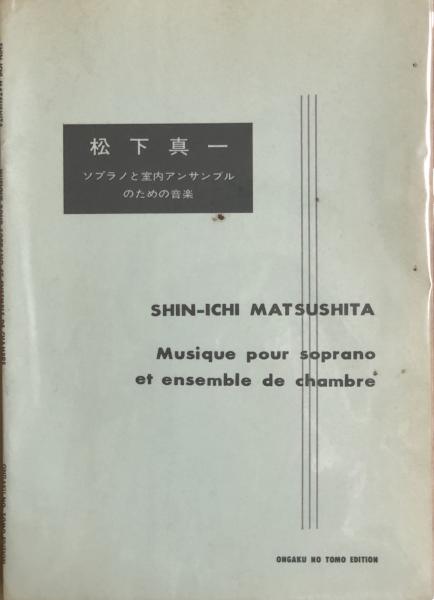 松下真一
ソプラノと室内アンサンブル
のための音楽
SHIN-ICHI MATSUSHITA
Musique pour soprano
et ensemble de chambre
ONGAKU NO TOMO EDITION